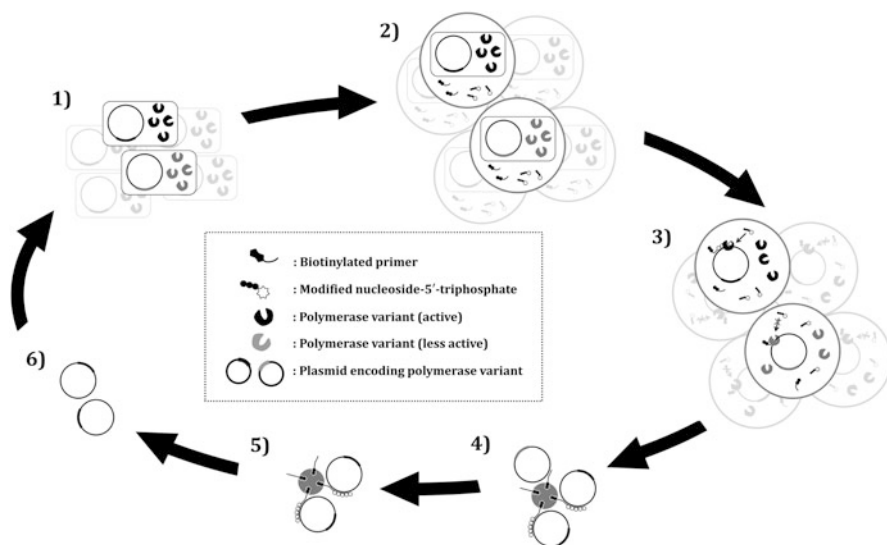 1)
2)
3)
: Biotinylated primer
: Modified nucleoside-5′-triphosphate
: Polymerase variant (active)
: Polymerase variant (less active)
: Plasmid encoding polymerase variant
6)
5)
4)